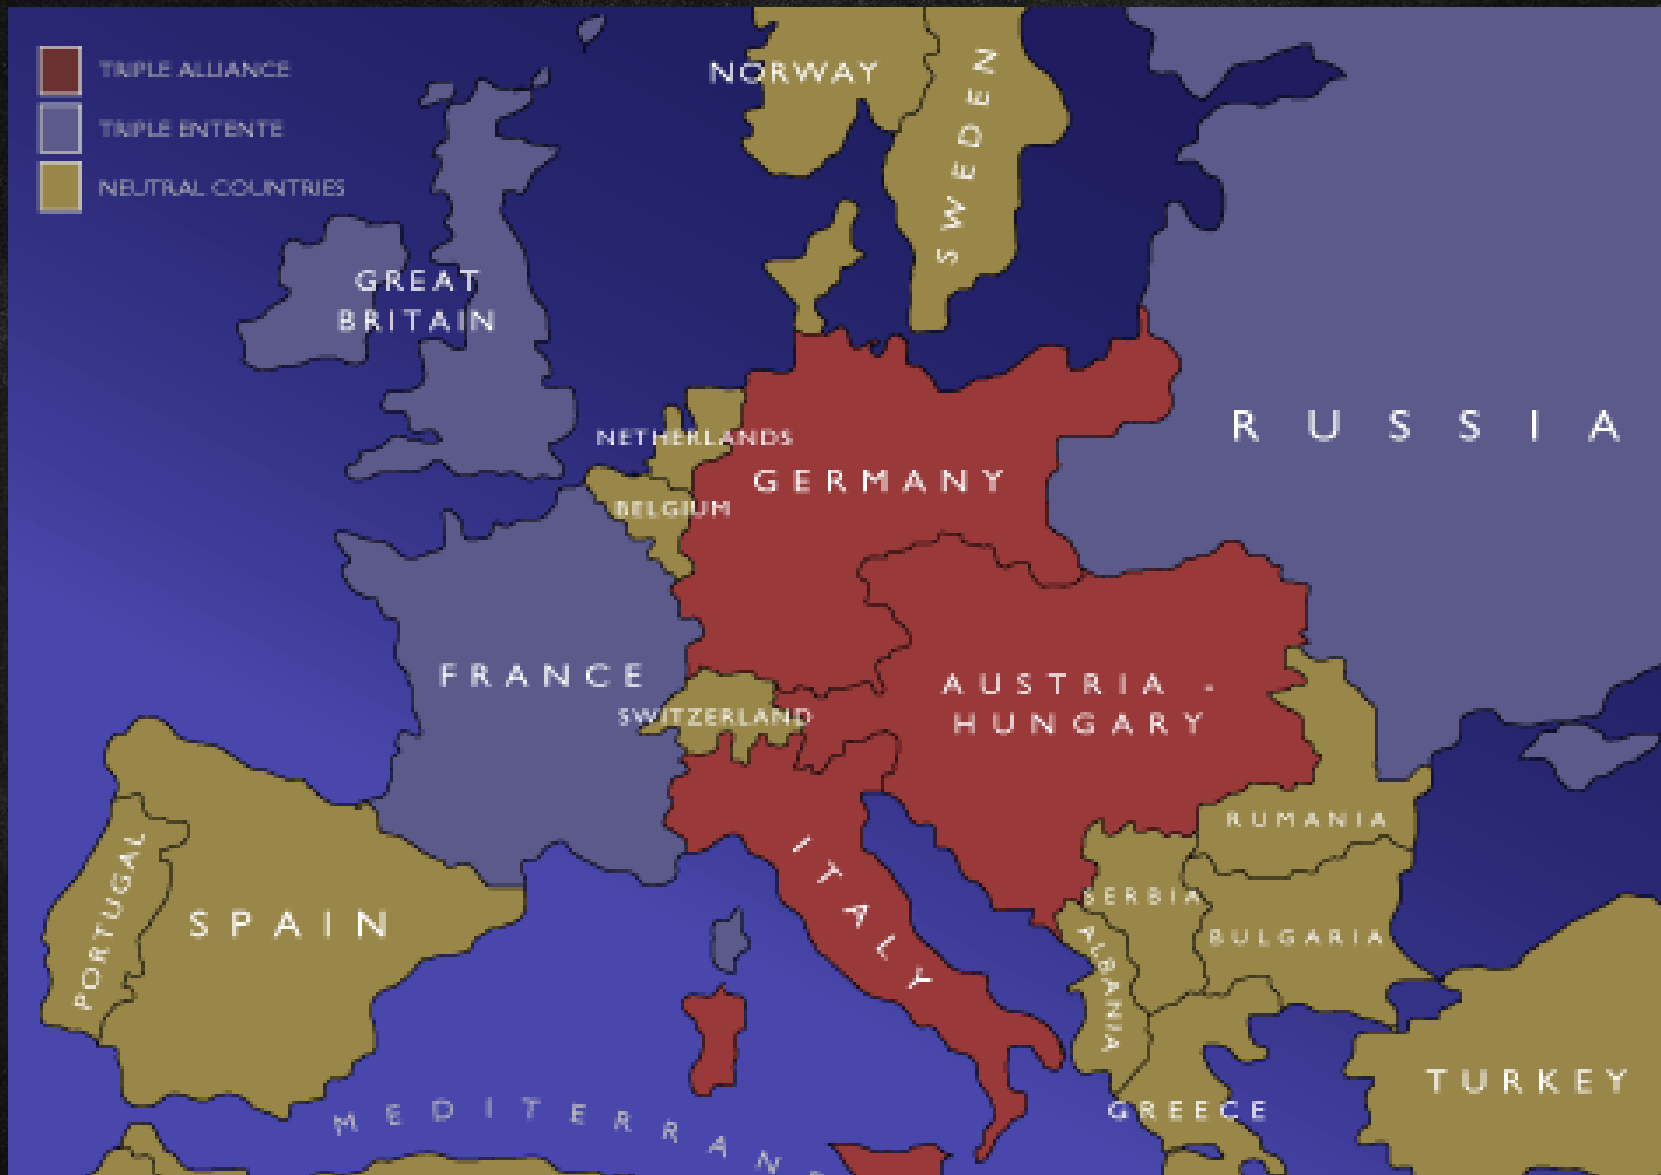 TRIPLE ALLIANCE
TRIPLE ENTENTE
NEUTRAL COUNTRIES
NORWAY
SWEDEN
GREAT
BRITAIN
RUSSIA
NETHERLANDS
GERMANY
BELGIUM
FRANCE
SWITZERLAND
AUSTRIA -
HUNGARY
RUMANIA
PORTUGAL
SPAIN
ITALY
SERBIA
BULGARIA
ALBANIA
TURKEY
GREECE
MEDITERRAN